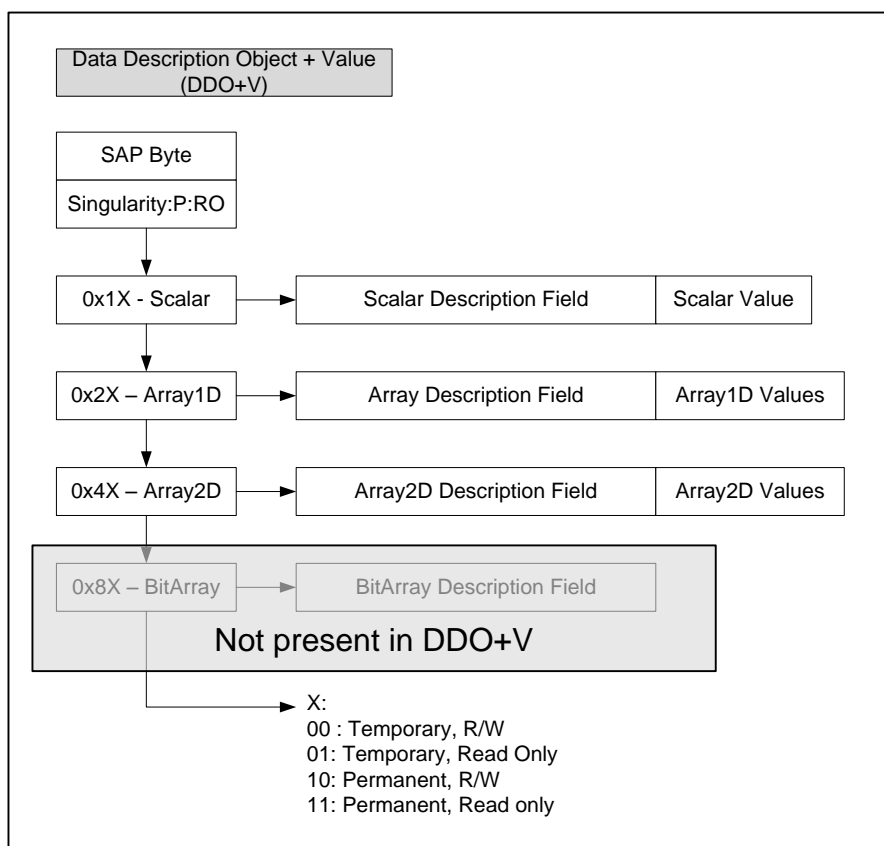 Data Description Object + Value
(DDO+V)
SAP Byte
Singularity:P:RO
0x1X - Scalar
Scalar Description Field
Scalar Value
0x2X – Array1D
Array Description Field
Array1D Values
0x4X – Array2D
Array2D Description Field
Array2D Values
0x8X – BitArray
BitArray Description Field
Not present in DDO+V
X:
00 : Temporary, R/W
01: Temporary, Read Only
10: Permanent, R/W
11: Permanent, Read only